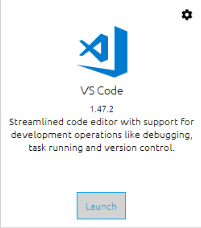 VS Code
1.47.2
Streamlined code editor with support for
development operations like debugging,
task running and version control.
Launch